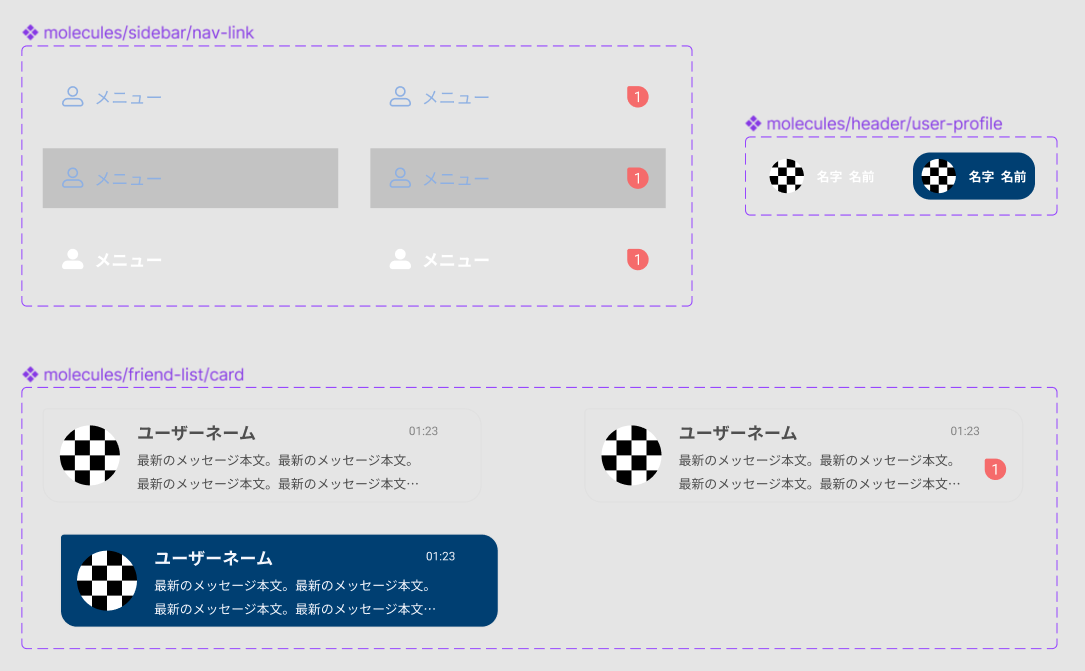 molecules/sidebar/nav-link
メニュー
メニュー
1
メニュー
メニュー
1
メニュー
メニュー
1
molecules/header/user-profile
名字 名前
名字 名前
molecules/friend-list/card
ユーザーネーム
01:23
最新のメッセージ本文。最新のメッセージ本文。
最新のメッセージ本文。最新のメッセージ本文…
ユーザーネーム
01:23
最新のメッセージ本文。最新のメッセージ本文。
最新のメッセージ本文。最新のメッセージ本文…
1
ユーザーネーム
01:23
最新のメッセージ本文。最新のメッセージ本文。
最新のメッセージ本文。最新のメッセージ本文…